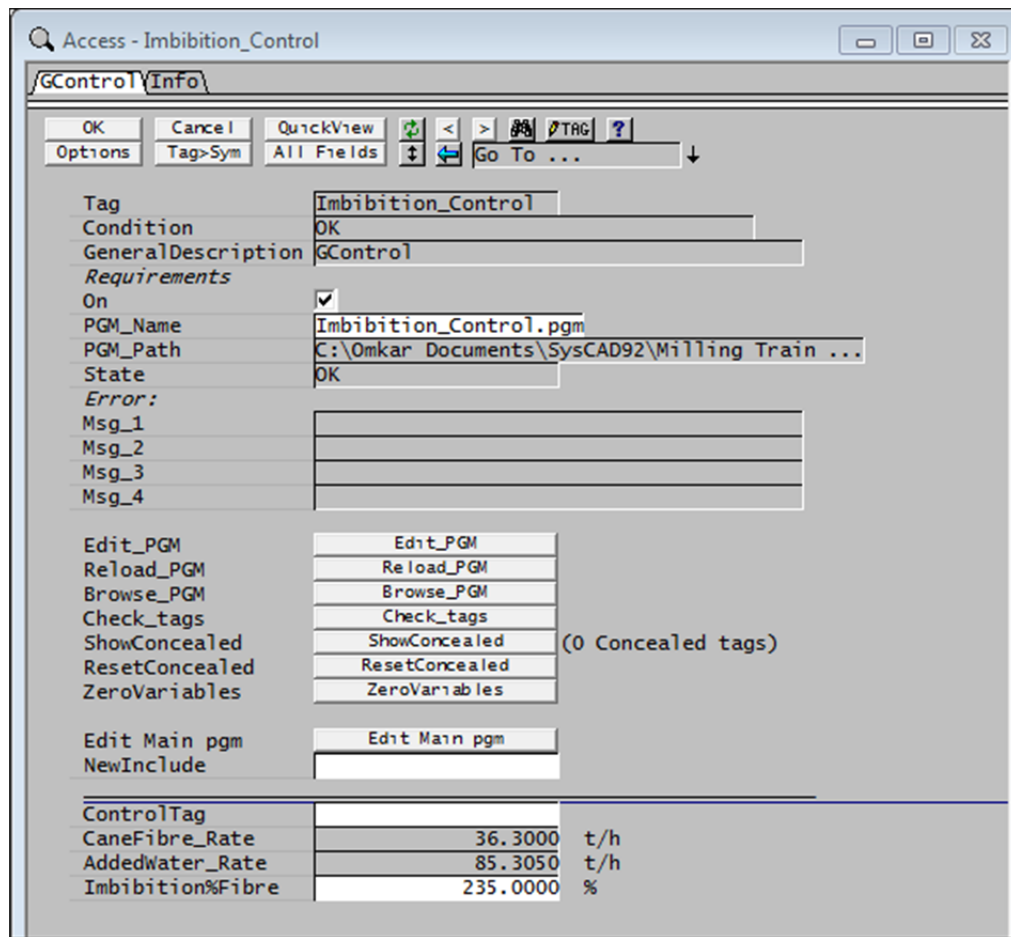 Access - Imbibition_Control
GControl Info
OK Cancel QuickView < > TAG ?
Options Tag>Sym All Fields Go To ...
Tag Imbibition_Control
Condition OK
GeneralDescription GControl
Requirements
On
PGM_Name Imbibition_Control.pgm
PGM_Path C:\Omkar Documents\SysCAD92\Milling Train ...
State OK
Error:
Msg_1
Msg_2
Msg_3
Msg_4
Edit_PGM Edit_PGM
Reload_PGM Reload_PGM
Browse_PGM Browse_PGM
Check_tags Check_tags
ShowConcealed ShowConcealed (0 Concealed tags)
ResetConcealed ResetConcealed
ZeroVariables ZeroVariables
Edit Main pgm Edit Main pgm
NewInclude
ControlTag
CaneFibre_Rate 36.3000 t/h
AddedWater_Rate 85.3050 t/h
Imbibition%Fibre 235.0000 %